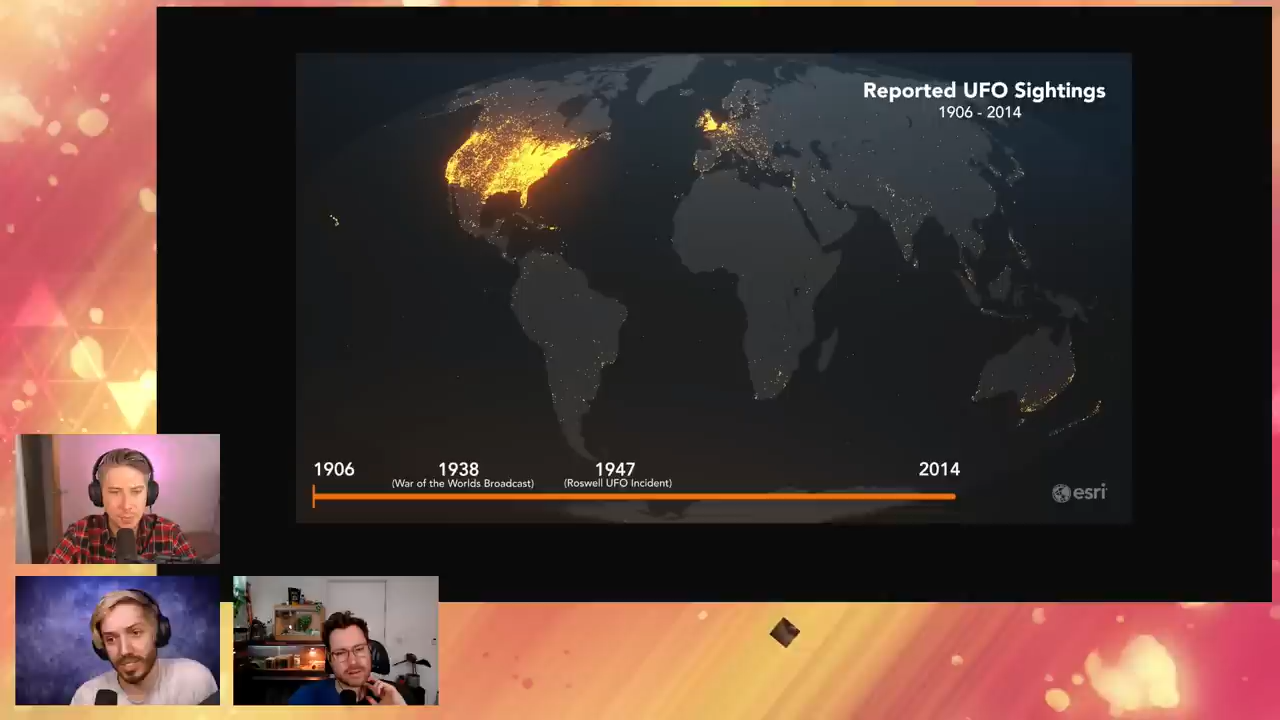 Reported UFO Sightings
1906 - 2014
1906
1938
1947
2014
(War of the Worlds Broadcast)
(Roswell UFO Incident)
esri